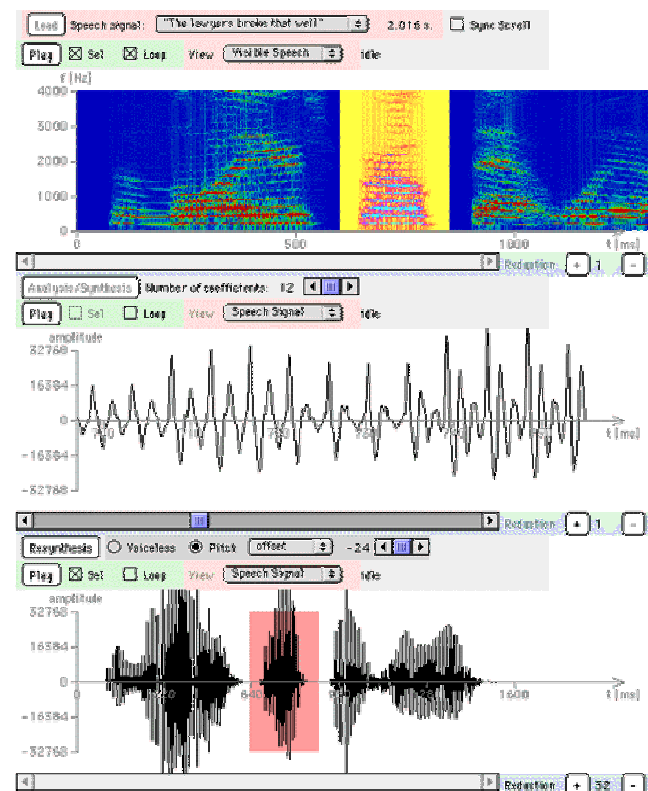 Load Speech signal: "The lawyers broke that well" 2.016 s. Sync Scroll
Play Sel Loop View Visible Speech idle
f [Hz]
4000
3000
2000
1000
0
0 500 1000 t [ms]
Reduction + 1 -
Analysis/Synthesis Number of coefficients: 12
Play Sel Loop View Speech Signal idle
amplitude
32768
16384
0
t [ms]
-16384
-32768
Reduction + 1 -
Resynthesis Voiceless Pitch offset -24
Play Sel Loop View Speech Signal idle
amplitude
32768
16384
0
0 640 1600 t [ms]
-16384
-32768
Reduction + 32 -